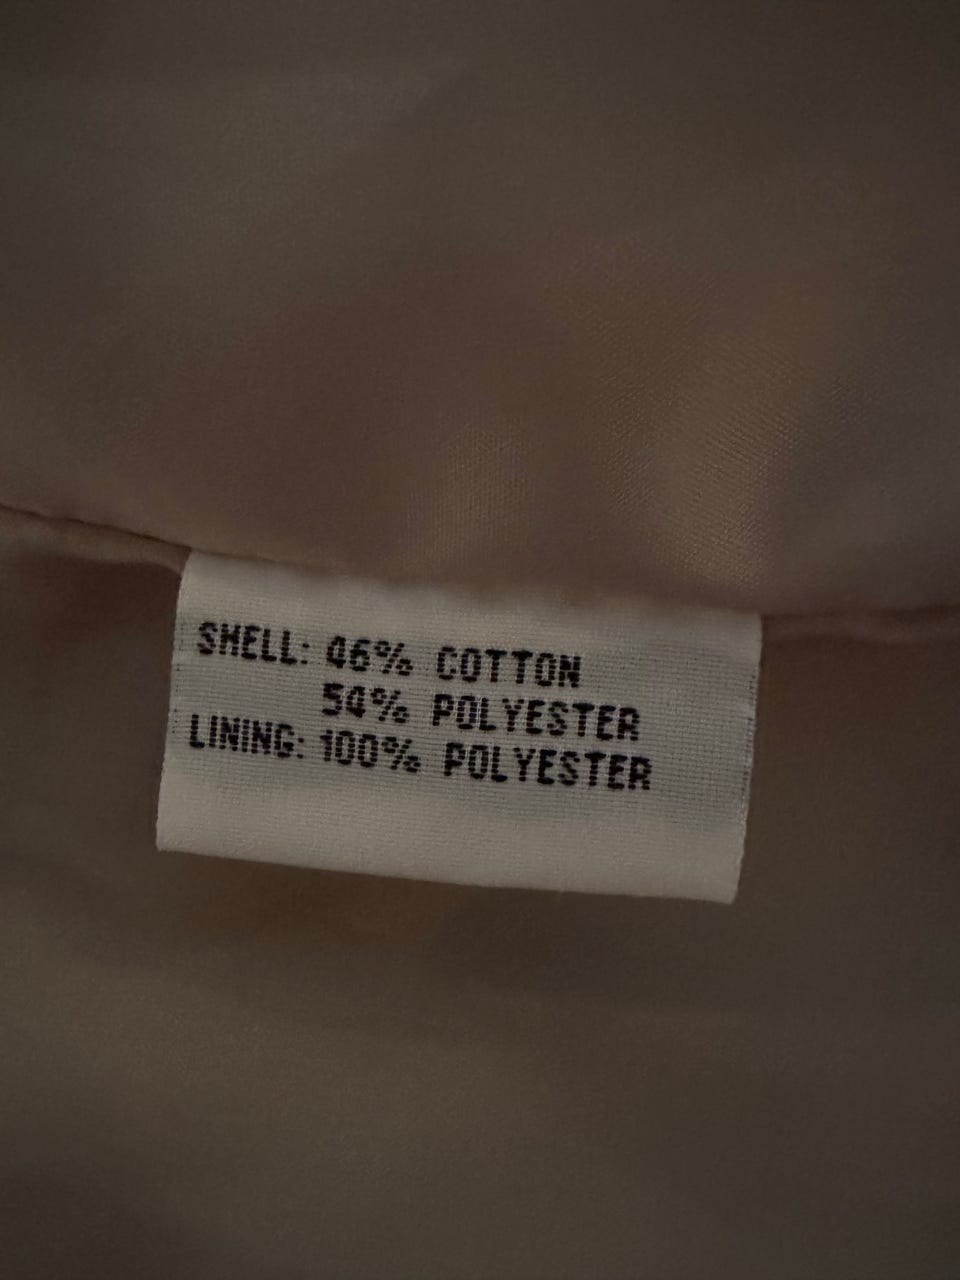 SHELL: 46% COTTON
54% POLYESTER
LINING: 100% POLYESTER